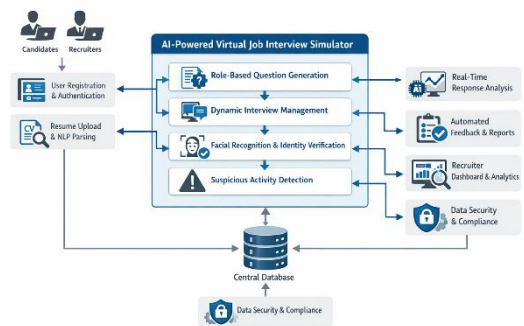 Candidates
Recruiters
AI-Powered Virtual Job Interview Simulator
User Registration
& Authentication
Resume Upload
& NLP Parsing
CV
Role-Based Question Generation
Dynamic Interview Management
Facial Recognition & Identity Verification
Suspicious Activity Detection
AI
Real-Time
Response Analysis
Automated
Feedback & Reports
Recruiter
Dashboard & Analytics
Data Security
& Compliance
Central Database
Data Security & Compliance